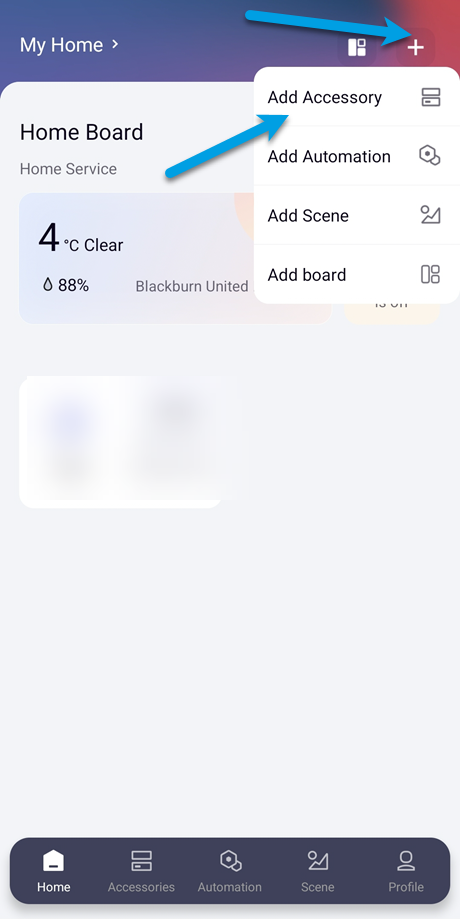 My Home
Add Accessory
Home Board
Add Automation
Home Service
Add Scene
4 °C Clear
88%
Blackburn United
Add board
is off
Home
Accessories
Automation
Scene
Profile